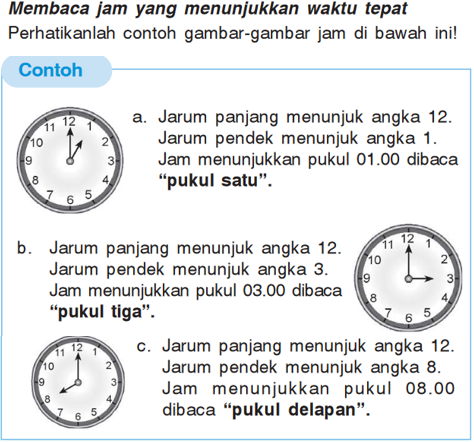 Membaca jam yang menunjukkan waktu tepat
Perhatikanlah contoh gambar-gambar jam di bawah ini!
Contoh
12
1
2
3
4
5
6
7
8
9
10
11
a. Jarum panjang menunjuk angka 12.
Jarum pendek menunjuk angka 1.
Jam menunjukkan pukul 01.00 dibaca
“pukul satu”.
b. Jarum panjang menunjuk angka 12.
Jarum pendek menunjuk angka 3.
Jam menunjukkan pukul 03.00 dibaca
“pukul tiga”.
12
1
2
3
4
5
6
7
8
9
10
11
12
1
2
3
4
5
6
7
8
9
10
11
c. Jarum panjang menunjuk angka 12.
Jarum pendek menunjuk angka 8.
Jam menunjukkan pukul 08.00
dibaca “pukul delapan”.